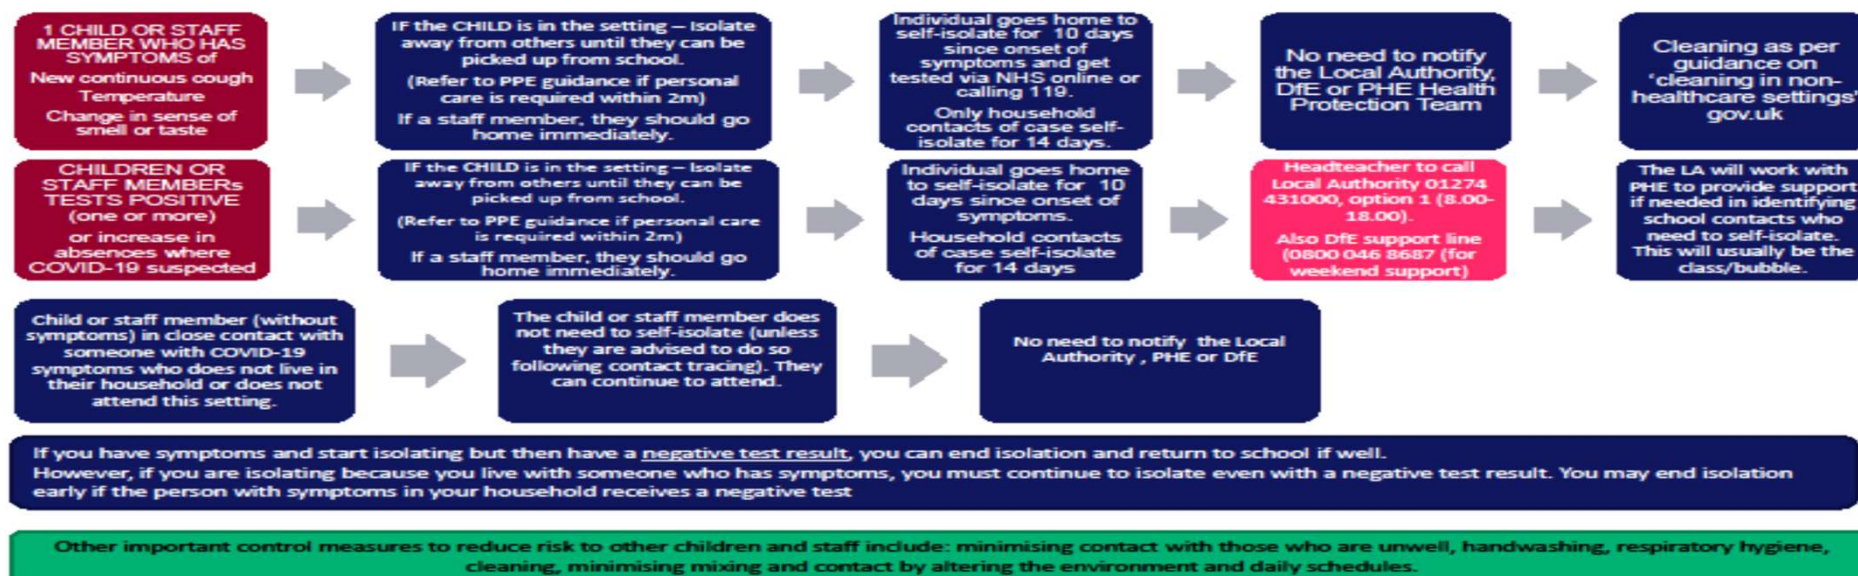 1 CHILD OR STAFF
MEMBER WHO HAS
SYMPTOMS of
New continuous cough
Temperature
Change in sense of
smell or taste
IF the CHILD is in the setting – Isolate
away from others until they can be
picked up from school.
(Refer to PPE guidance if personal
care is required within 2m)
If a staff member, they should go
home immediately.
Individual goes home to
self-isolate for 10 days
since onset of
symptoms and get
tested via NHS online or
calling 119.
Only household
contacts of case self-
isolate for 14 days.
No need to notify
the Local Authority,
DfE or PHE Health
Protection Team
Cleaning as per
guidance on
'cleaning in non-
healthcare settings'
gov.uk
CHILDREN OR
STAFF MEMBERs
TESTS POSITIVE
(one or more)
or increase in
absences where
COVID-19 suspected
IF the CHILD is in the setting – Isolate
away from others until they can be
picked up from school.
(Refer to PPE guidance if personal care
is required within 2m)
If a staff member, they should go
home immediately.
Individual goes home
to self-isolate for 10
days since onset of
symptoms.
Household contacts
of case self-isolate
for 14 days
Headteacher to call
Local Authority 01274
431000, option 1 (8.00-
18.00).
Also DfE support line
(0800 046 8687 (for
weekend support)
The LA will work with
PHE to provide support
if needed in identifying
school contacts who
need to self-isolate.
This will usually be the
class/bubble.
Child or staff member (without
symptoms) in close contact with
someone with COVID-19
symptoms who does not live in
their household or does not
attend this setting.
The child or staff member does
not need to self-isolate (unless
they are advised to do so
following contact tracing). They
can continue to attend.
No need to notify the Local
Authority , PHE or DfE
If you have symptoms and start isolating but then have a negative test result, you can end isolation and return to school if well.
However, if you are isolating because you live with someone who has symptoms, you must continue to isolate even with a negative test result. You may end isolation
early if the person with symptoms in your household receives a negative test
Other important control measures to reduce risk to other children and staff include: minimising contact with those who are unwell, handwashing, respiratory hygiene,
cleaning, minimising mixing and contact by altering the environment and daily schedules.